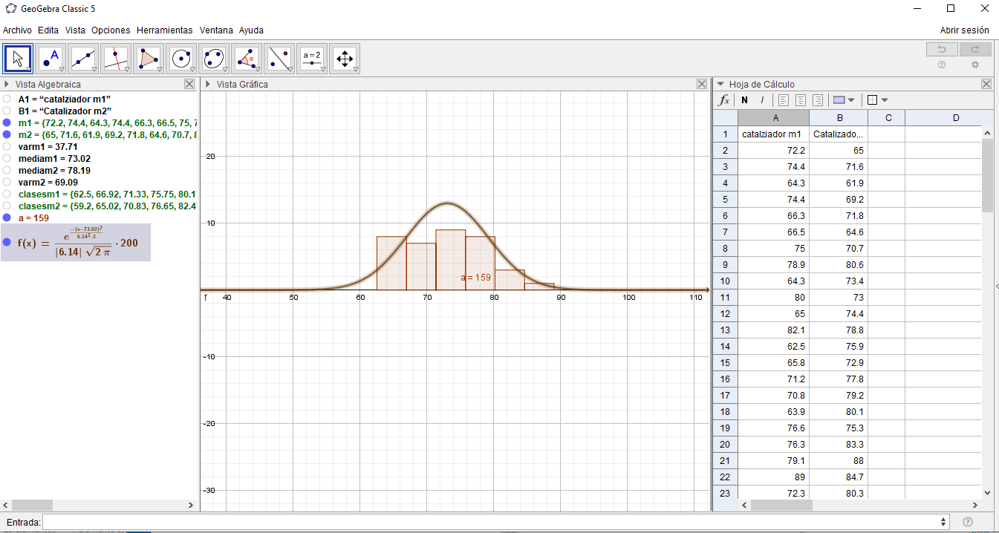 GeoGebra Classic 5
Archivo Edita Vista Opciones Herramientas Ventana Ayuda
Abrir sesión
A
α
a = 2
Vista Algebraica
A1 = “catalziador m1”
B1 = “Catalizador m2”
m1 = {72.2, 74.4, 64.3, 74.4, 66.3, 66.5, 75, 7
m2 = {65, 71.6, 61.9, 69.2, 71.8, 64.6, 70.7, 8
varm1 = 37.71
mediam1 = 73.02
mediam2 = 78.19
varm2 = 69.09
clasesm1 = {62.5, 66.92, 71.33, 75.75, 80.1
clasesm2 = {59.2, 65.02, 70.83, 76.65, 82.4
a = 159
f(x) = e^(-(x-73.02)²/(6.14²·2)) / (|6.14| √(2 π)) · 200
Vista Gráfica
20
10
a = 159
f 40 50 60 70 80 90 100 110
-10
-20
-30
Hoja de Cálculo
fx N I
A B C D
1 catalziador m1 Catalizado...
2 72.2 65
3 74.4 71.6
4 64.3 61.9
5 74.4 69.2
6 66.3 71.8
7 66.5 64.6
8 75 70.7
9 78.9 80.6
10 64.3 73.4
11 80 73
12 65 74.4
13 82.1 78.8
14 62.5 75.9
15 65.8 72.9
16 71.2 77.8
17 70.8 79.2
18 63.9 80.1
19 76.6 75.3
20 76.3 83.3
21 79.1 88
22 89 84.7
23 72.3 80.3
Entrada: